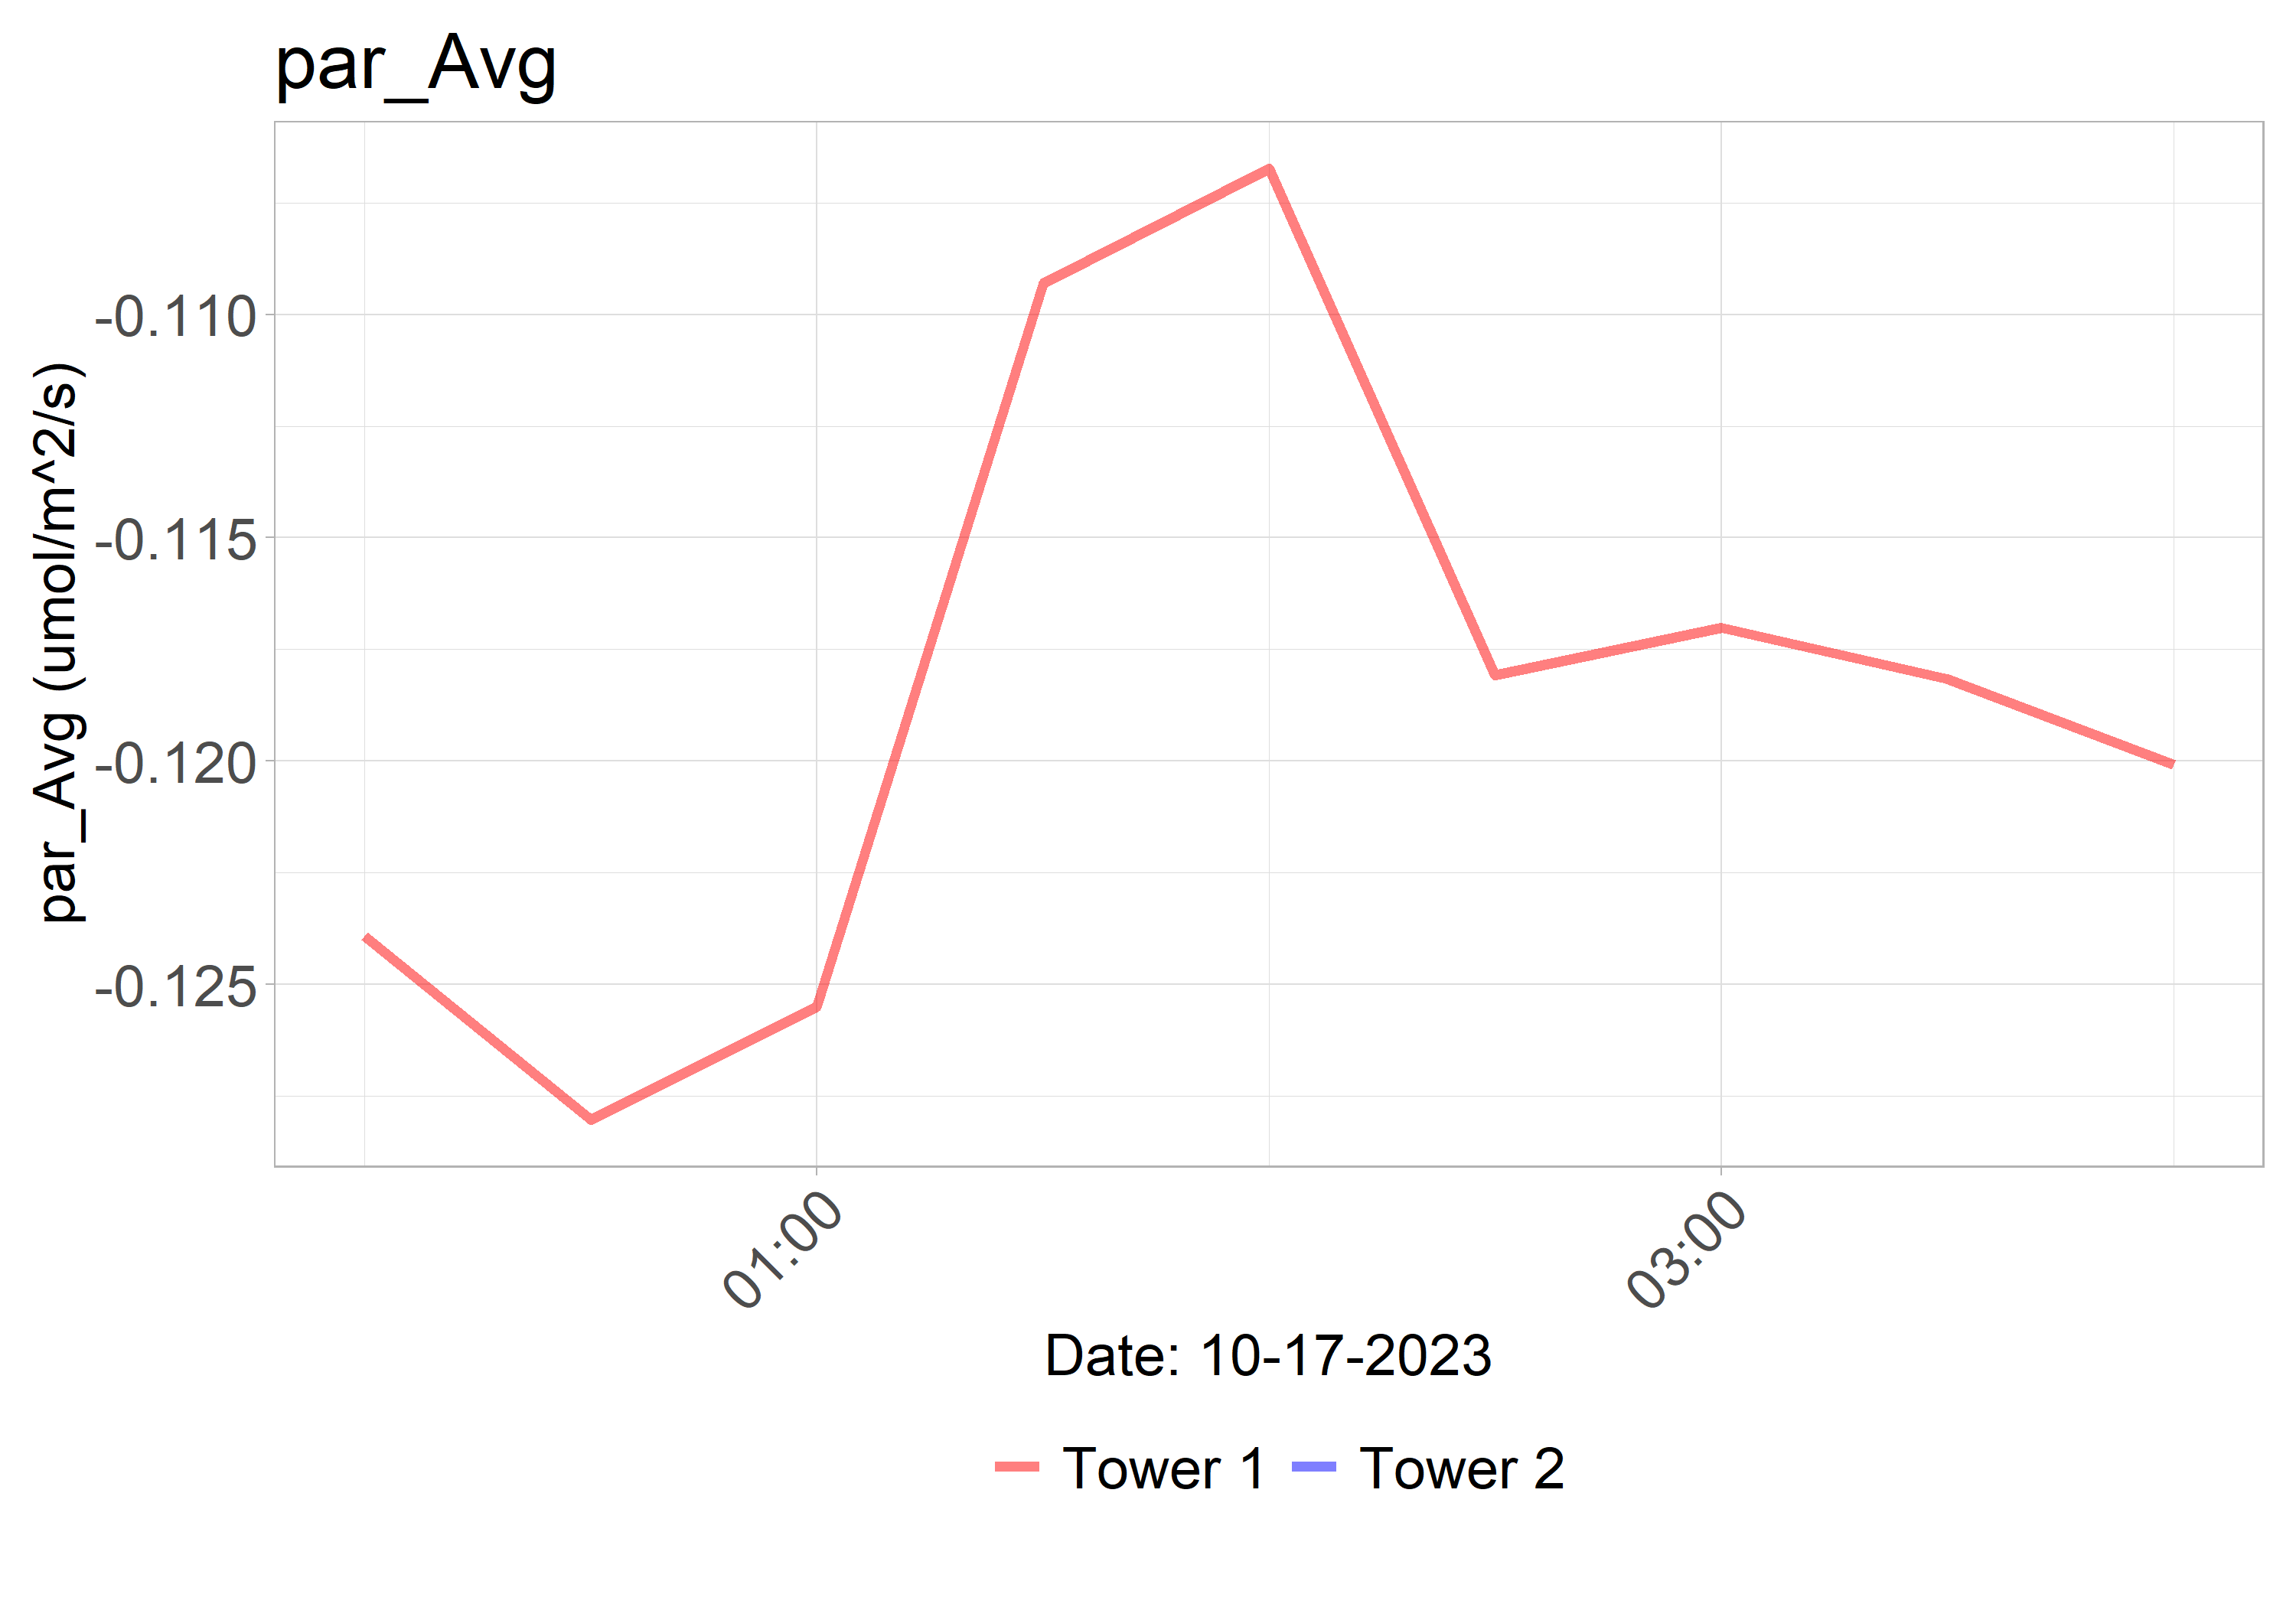 par_Avg
par_Avg (umol/m^2/s)
-0.110
-0.115
-0.120
-0.125
01:00
03:00
Date: 10-17-2023
Tower 1
Tower 2